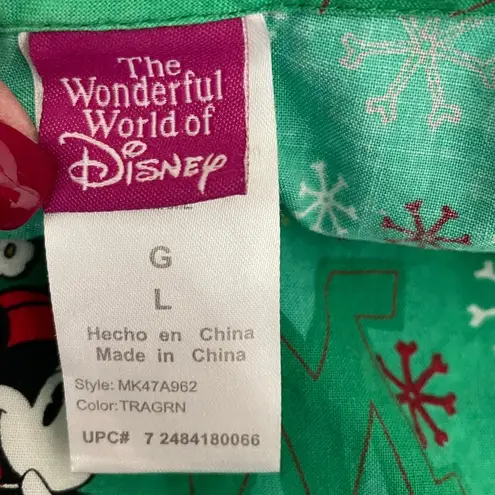 The
Wonderful
World of
Disney
G
L
Hecho en China
Made in China
Style: MK47A962
Color:TRAGRN
UPC# 7 2484180066